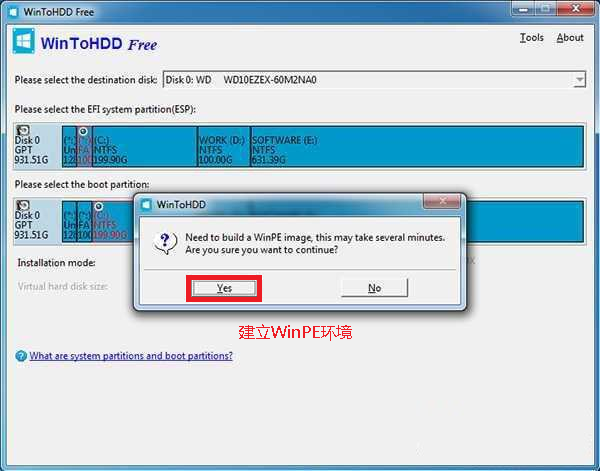 WinToHDD Free
WinToHDD Free
Tools About
Please select the destination disk: Disk 0: WD WD10EZEX-60M2NA0
Please select the EFI system partition(ESP):
Disk 0 (*:) (*:) (C:) WORK (D:) SOFTWARE (E:)
GPT Un FA NTFS NTFS NTFS
931.51G 128 100 199.90G 100.00G 631.39G
Please select the boot partition:
Disk 0 (*:) (*:) (C:)
GPT Un FA NTFS
931.51G 128 100 199.90G
WinToHDD
Need to build a WinPE image, this may take several minutes.
Are you sure you want to continue?
Yes No
Installation mode:
Virtual hard disk size:
建立WinPE环境
What are system partitions and boot partitions?